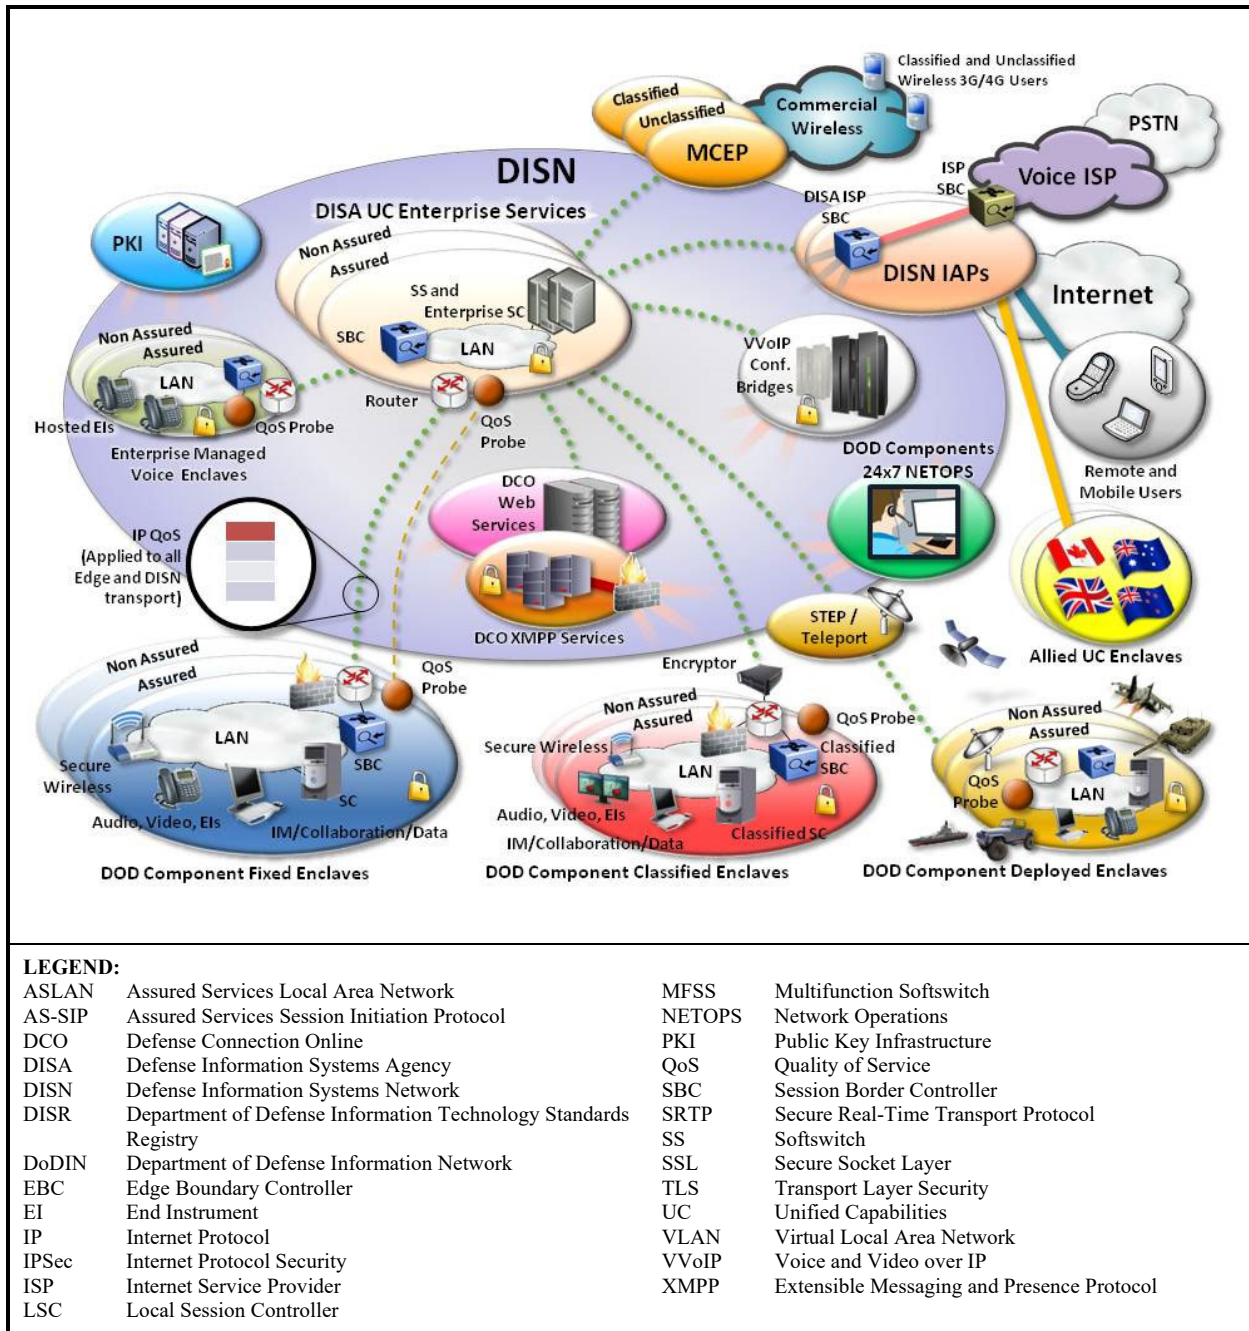 Classified and Unclassified
Wireless 3G/4G Users
Classified
Unclassified
MCEP
Commercial
Wireless
PSTN
Voice ISP
ISP
SBC
DISN
DISA UC Enterprise Services
DISA ISP
SBC
DISN IAPs
Internet
PKI
Non Assured
Assured
SS and
Enterprise SC
SBC
LAN
Router
QoS
Probe
Non Assured
Assured
LAN
Hosted EIs
QoS Probe
Enterprise Managed
Voice Enclaves
VVoIP
Conf.
Bridges
DOD Components
24x7 NETOPS
Remote and
Mobile Users
DCO
Web
Services
IP QoS
(Applied to all
Edge and DISN
transport)
DCO XMPP Services
STEP /
Teleport
Allied UC Enclaves
Non Assured
Assured
QoS
Probe
LAN
Secure
Wireless
SBC
SC
Audio, Video, EIs
IM/Collaboration/Data
DOD Component Fixed Enclaves
Encryptor
Non Assured
Assured
QoS Probe
Secure Wireless
Classified
SBC
LAN
Audio, Video, EIs
Classified SC
IM/Collaboration/Data
DOD Component Classified Enclaves
Non Assured
Assured
QoS
Probe
LAN
DOD Component Deployed Enclaves
LEGEND:
ASLAN Assured Services Local Area Network
AS-SIP Assured Services Session Initiation Protocol
DCO Defense Connection Online
DISA Defense Information Systems Agency
DISN Defense Information Systems Network
DISR Department of Defense Information Technology Standards
Registry
DoDIN Department of Defense Information Network
EBC Edge Boundary Controller
EI End Instrument
IP Internet Protocol
IPSec Internet Protocol Security
ISP Internet Service Provider
LSC Local Session Controller
MFSS Multifunction Softswitch
NETOPS Network Operations
PKI Public Key Infrastructure
QoS Quality of Service
SBC Session Border Controller
SRTP Secure Real-Time Transport Protocol
SS Softswitch
SSL Secure Socket Layer
TLS Transport Layer Security
UC Unified Capabilities
VLAN Virtual Local Area Network
VVoIP Voice and Video over IP
XMPP Extensible Messaging and Presence Protocol